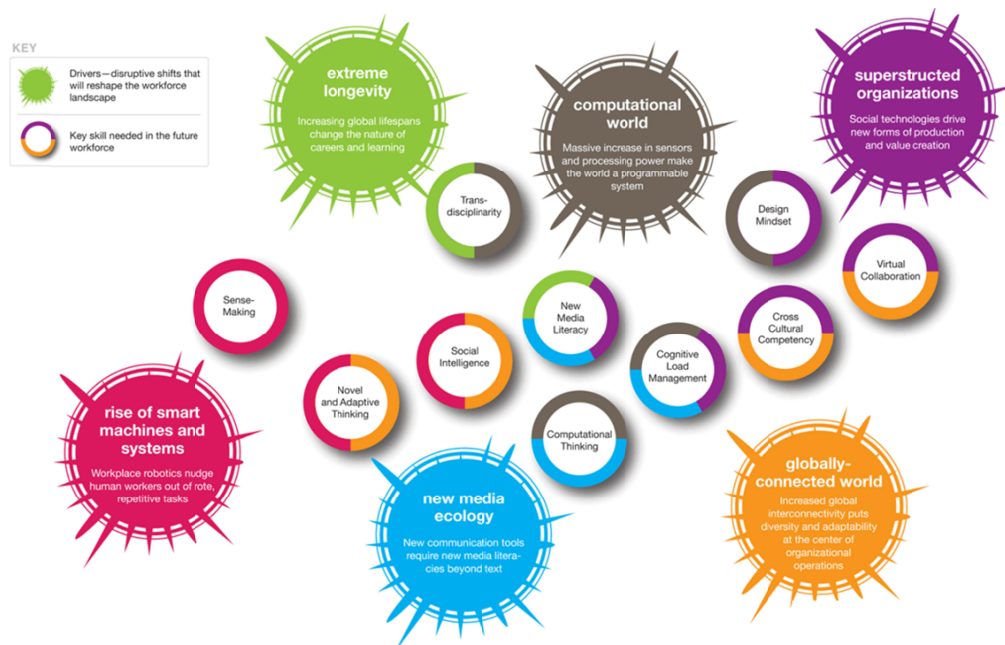 KEY
Drivers—disruptive shifts that
will reshape the workforce
landscape
Key skill needed in the future
workforce
extreme
longevity
Increasing global lifespans
change the nature of
careers and learning
computational
world
Massive increase in sensors
and processing power make
the world a programmable
system
superstructed
organizations
Social technologies drive
new forms of production
and value creation
Trans-
disciplinarity
Design
Mindset
Virtual
Collaboration
Sense-
Making
New
Media
Literacy
Cross
Cultural
Competency
Social
Intelligence
Cognitive
Load
Management
Novel
and Adaptive
Thinking
Computational
Thinking
rise of smart
machines and
systems
Workplace robotics nudge
human workers out of rote,
repetitive tasks
new media
ecology
New communication tools
require new media litera-
cies beyond text
globally-
connected world
Increased global
interconnectivity puts
diversity and adaptability
at the center of
organizational
operations